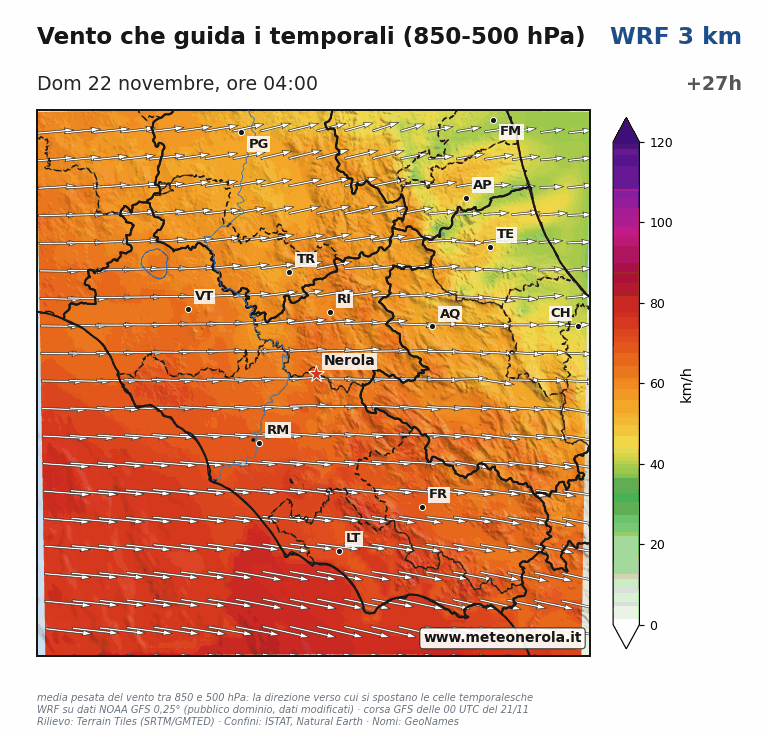 Vento che guida i temporali (850-500 hPa) WRF 3 km
Dom 22 novembre, ore 04:00 +27h
FM
PG
AP
TE
TR
VT
RI
AQ
CH
Nerola
RM
FR
LT
www.meteonerola.it
120
100
80
60
40
20
0
km/h
media pesata del vento tra 850 e 500 hPa: la direzione verso cui si spostano le celle temporalesche
WRF su dati NOAA GFS 0,25° (pubblico dominio, dati modificati) · corsa GFS delle 00 UTC del 21/11
Rilievo: Terrain Tiles (SRTM/GMTED) · Confini: ISTAT, Natural Earth · Nomi: GeoNames